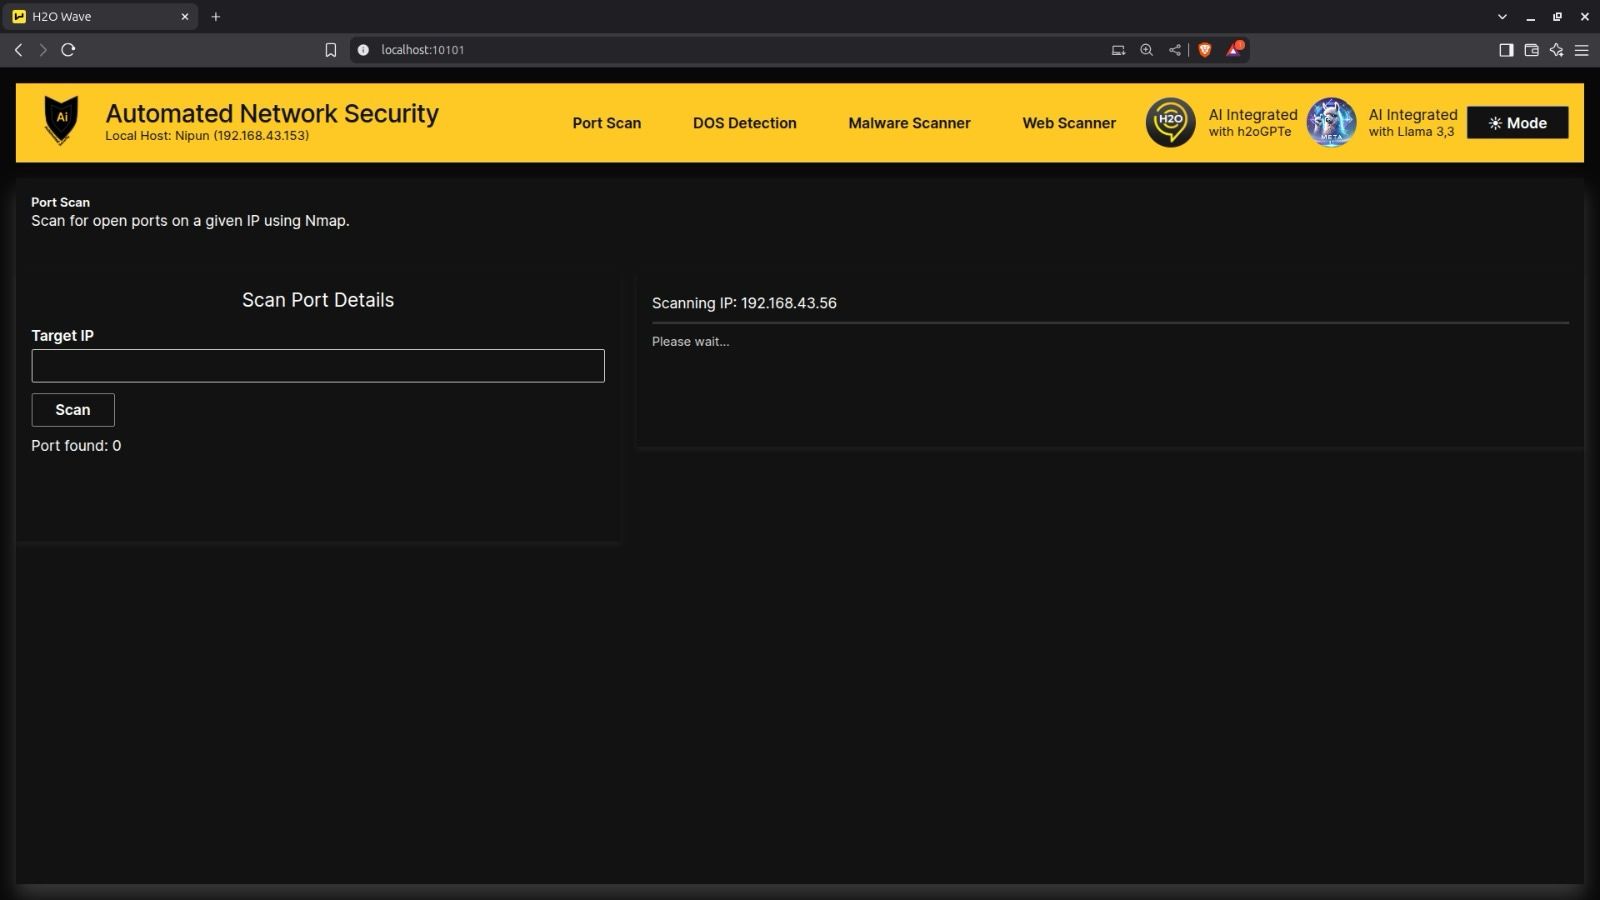 H2O Wave
localhost:10101
Ai
Automated Network Security
Local Host: Nipun (192.168.43.153)
Port Scan
DOS Detection
Malware Scanner
Web Scanner
H2O
AI Integrated
with h2oGPTe
META
AI Integrated
with Llama 3,3
Mode
Port Scan
Scan for open ports on a given IP using Nmap.
Scan Port Details
Target IP
Scan
Port found: 0
Scanning IP: 192.168.43.56
Please wait...